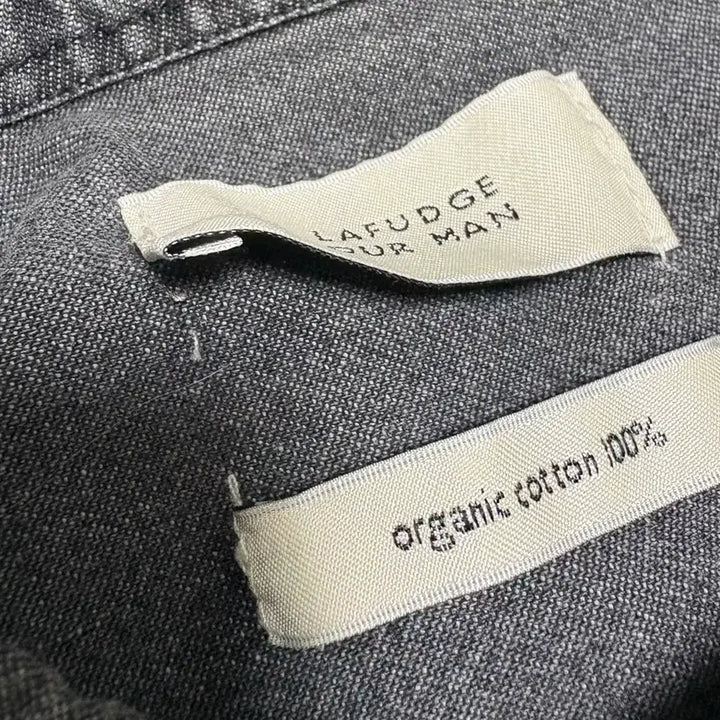 LAFUDGE
OUR MAN
organic cotton 100%